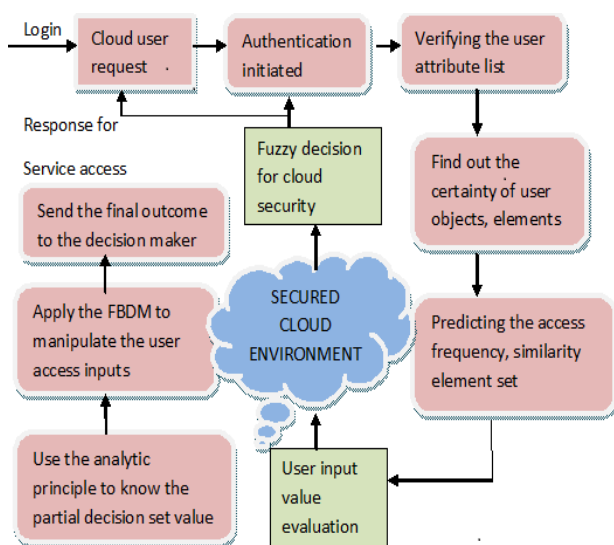 Login
Cloud user
request .
Authentication
initiated
Verifying the user
attribute list
Response for
Service access
Fuzzy decision
for cloud
security
Find out the
certainty of user
objects, elements
Send the final outcome
to the decision maker
Apply the FBDM to
manipulate the user
access inputs
SECURED
CLOUD
ENVIRONMENT
Predicting the access
frequency, similarity
element set
Use the analytic
principle to know the
partial decision set value
User input
value
evaluation